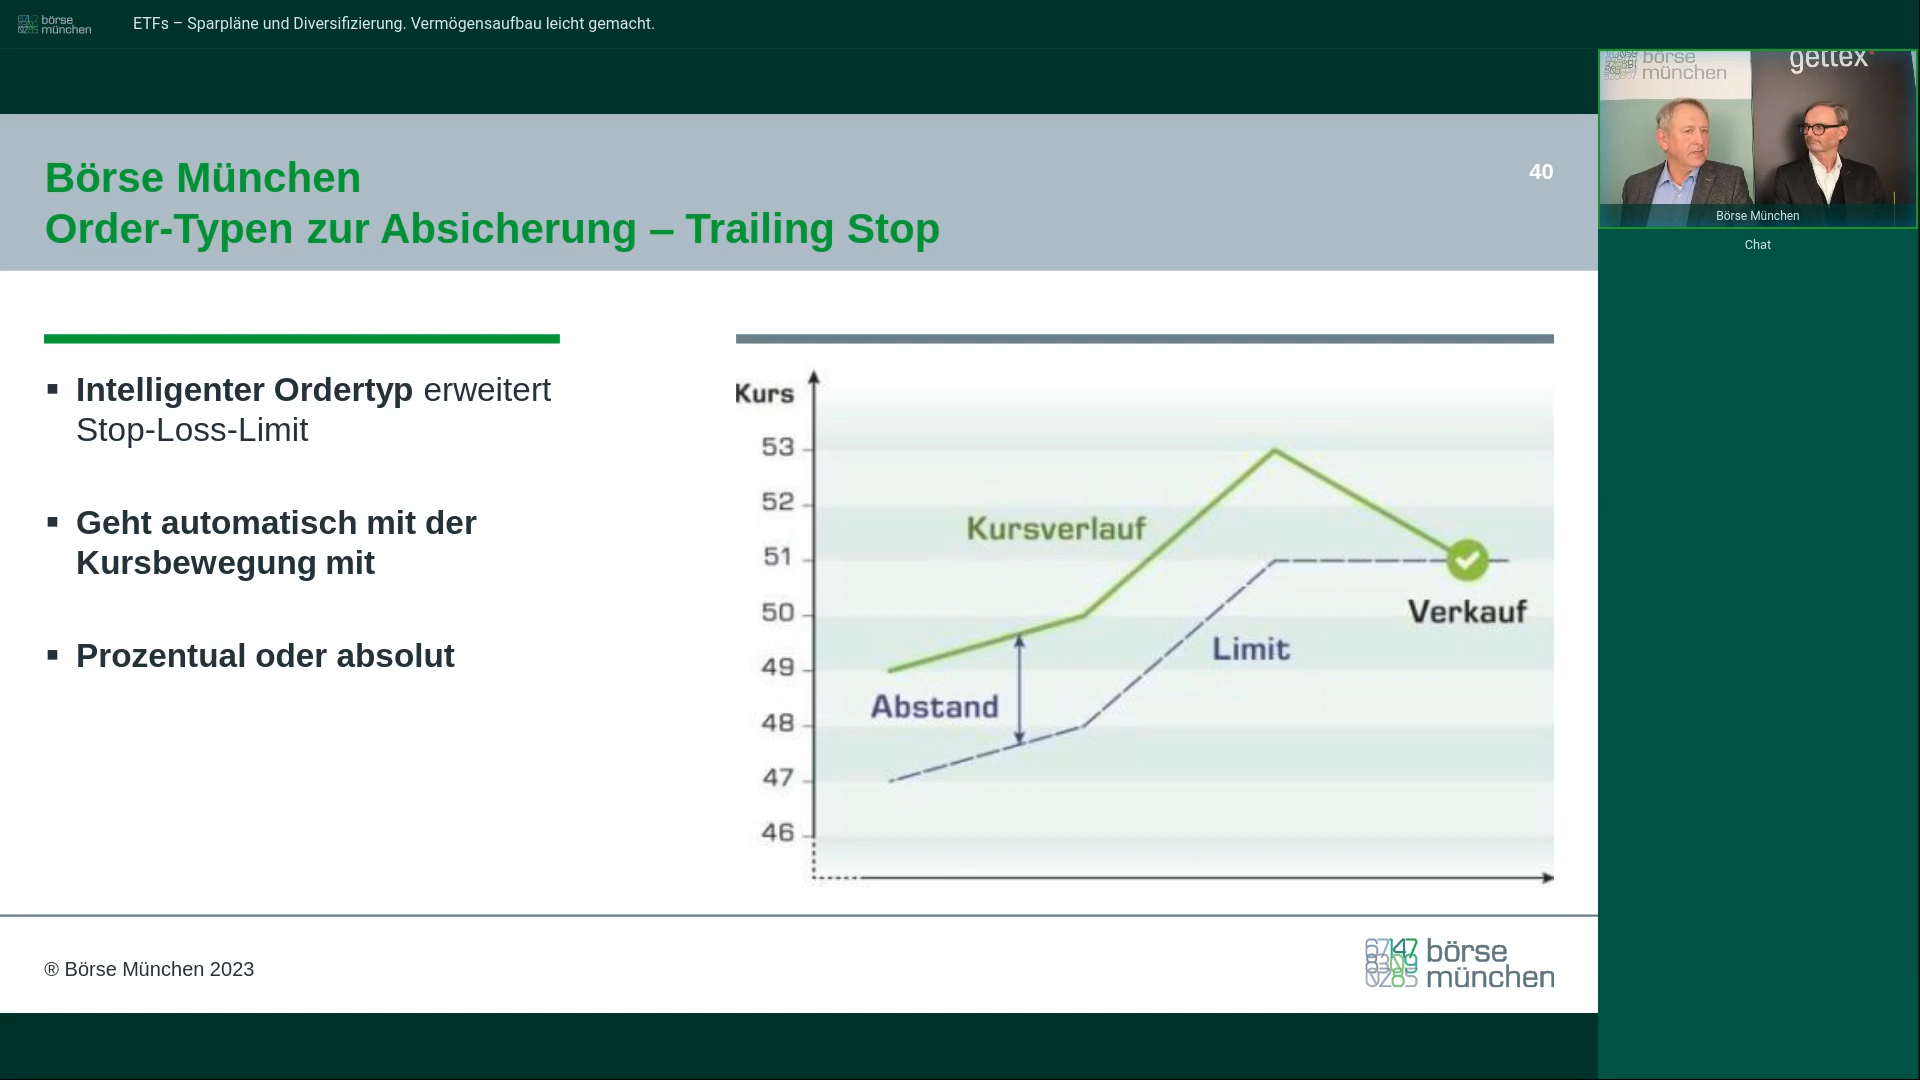 börse
münchen
ETFs – Sparpläne und Diversifizierung. Vermögensaufbau leicht gemacht.
börse
münchen
gettex
Börse München
Chat
Börse München
Order-Typen zur Absicherung – Trailing Stop
40
▪ Intelligenter Ordertyp erweitert
Stop-Loss-Limit
▪ Geht automatisch mit der
Kursbewegung mit
▪ Prozentual oder absolut
Kurs
53
52
51
50
49
48
47
46
Kursverlauf
Verkauf
Limit
Abstand
® Börse München 2023
börse
münchen